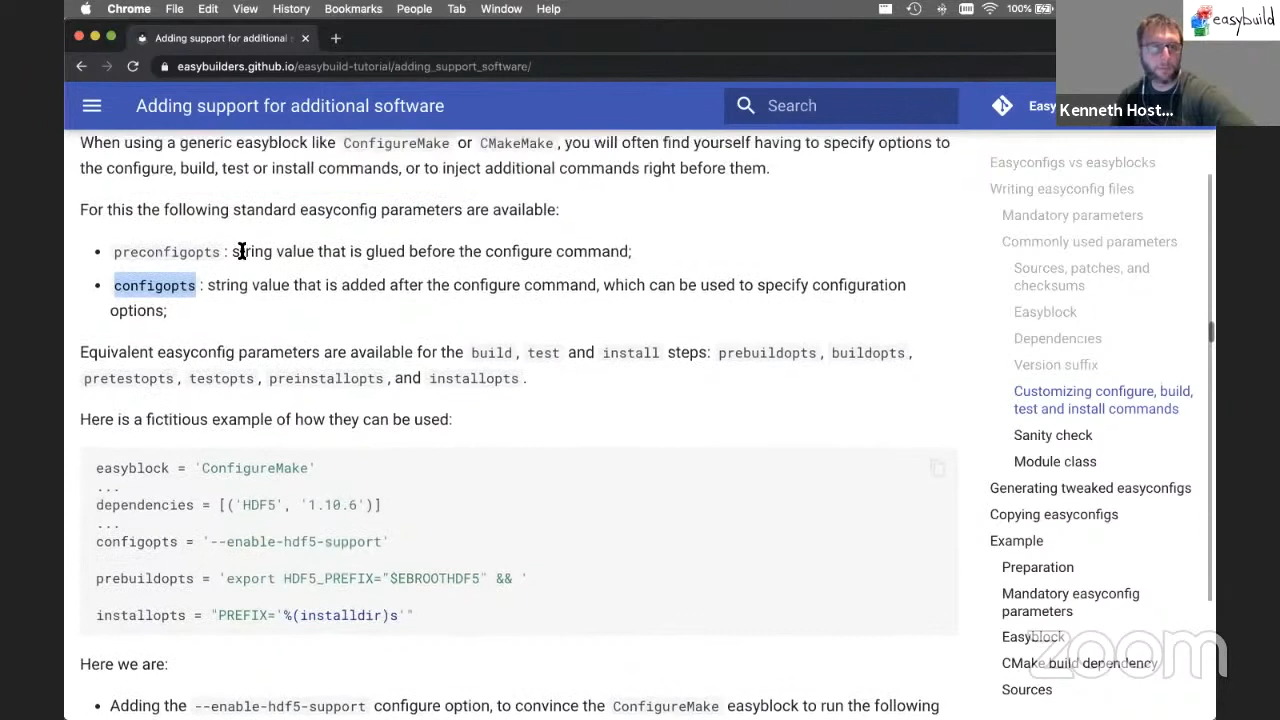 Chrome File Edit View History Bookmarks People Tab Window Help 100%
easybuild
Adding support for additional
easybuilders.github.io/easybuild-tutorial/adding_support_software/
Kenneth Host...
Adding support for additional software
Search
Easy
When using a generic easyblock like ConfigureMake or CMakeMake, you will often find yourself having to specify options to
the configure, build, test or install commands, or to inject additional commands right before them.
For this the following standard easyconfig parameters are available:
• preconfigopts : string value that is glued before the configure command;
• configopts : string value that is added after the configure command, which can be used to specify configuration
options;
Equivalent easyconfig parameters are available for the build, test and install steps: prebuildopts, buildopts,
pretestopts, testopts, preinstallopts, and installopts.
Here is a fictitious example of how they can be used:
easyblock = 'ConfigureMake'
...
dependencies = [('HDF5', '1.10.6')]
...
configopts = '--enable-hdf5-support'
prebuildopts = 'export HDF5_PREFIX="$EBROOTHDF5" && '
installopts = "PREFIX='%(installdir)s'"
Here we are:
• Adding the --enable-hdf5-support configure option, to convince the ConfigureMake easyblock to run the following
Easyconfigs vs easyblocks
Writing easyconfig files
Mandatory parameters
Commonly used parameters
Sources, patches, and
checksums
Easyblock
Dependencies
Version suffix
Customizing configure, build,
test and install commands
Sanity check
Module class
Generating tweaked easyconfigs
Copying easyconfigs
Example
Preparation
Mandatory easyconfig
parameters
Easyblock
CMake build dependency
Sources
zoom